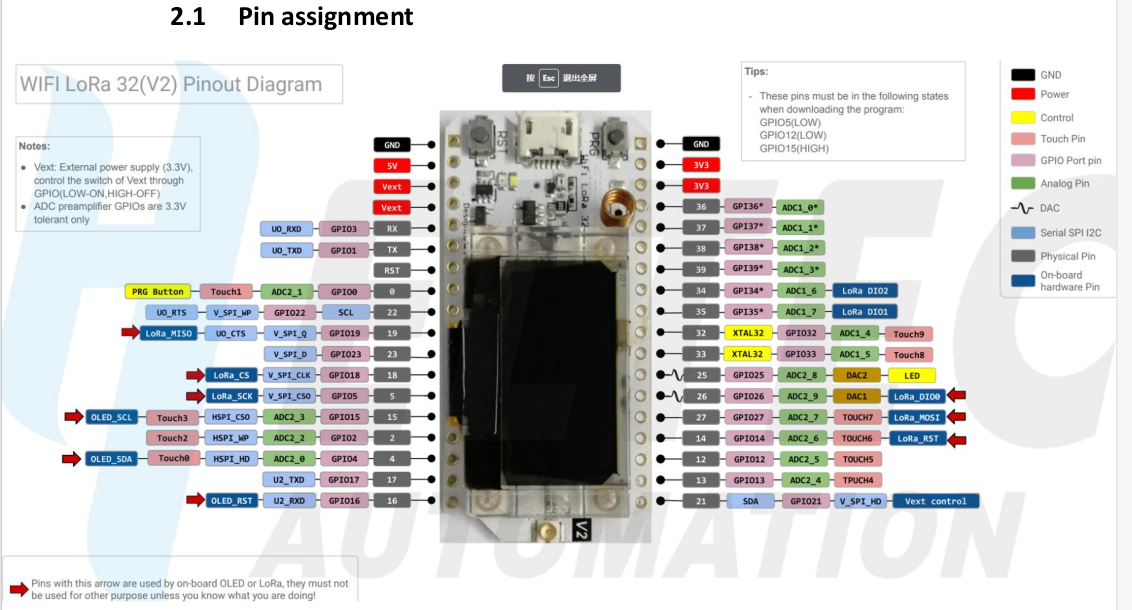 2.1 Pin assignment
WIFI LoRa 32(V2) Pinout Diagram
按 Esc 退出全屏
Tips:
- These pins must be in the following states
when downloading the program:
GPIO5(LOW)
GPIO12(LOW)
GPIO15(HIGH)
GND
Power
Control
Touch Pin
GPIO Port pin
Analog Pin
DAC
Serial SPI I2C
Physical Pin
On-board
hardware Pin
Notes:
• Vext: External power supply (3.3V),
control the switch of Vext through
GPIO(LOW-ON,HIGH-OFF)
• ADC preamplifier GPIOs are 3.3V
tolerant only
GND
5V
Vext
Vext
UO_RXD GPIO3 RX
UO_TXD GPIO1 TX
RST
PRG Button Touch1 ADC2_1 GPIO0 0
UO_RTS V_SPI_WP GPIO22 SCL 22
LoRa_MISO UO_CTS V_SPI_Q GPIO19 19
V_SPI_D GPIO23 23
LoRa_CS V_SPI_CLK GPIO18 18
LoRa_SCK V_SPI_CSO GPIO5 5
OLED_SCL Touch3 HSPI_CSO ADC2_3 GPIO15 15
Touch2 HSPI_WP ADC2_2 GPIO2 2
OLED_SDA Touch0 HSPI_HD ADC2_0 GPIO4 4
U2_TXD GPIO17 17
OLED_RST U2_RXD GPIO16 16
RST
PRG
WiFi LoRa 32
V2
GND
3V3
3V3
36 GPI36* ADC1_0*
37 GPI37* ADC1_1*
38 GPI38* ADC1_2*
39 GPI39* ADC1_3*
34 GPI34* ADC1_6 LoRa DIO2
35 GPI35* ADC1_7 LoRa DIO1
32 XTAL32 GPIO32 ADC1_4 Touch9
33 XTAL32 GPIO33 ADC1_5 Touch8
25 GPIO25 ADC2_8 DAC2 LED
26 GPIO26 ADC2_9 DAC1 LoRa_DIO0
27 GPIO27 ADC2_7 TOUCH7 LoRa_MOSI
14 GPIO14 ADC2_6 TOUCH6 LoRa_RST
12 GPIO12 ADC2_5 TOUCH5
13 GPIO13 ADC2_4 TPUCH4
21 SDA GPIO21 V_SPI_HD Vext control
AUTOMATION
Pins with this arrow are used by on-board OLED or LoRa, they must not
be used for other purpose unless you know what you are doing!